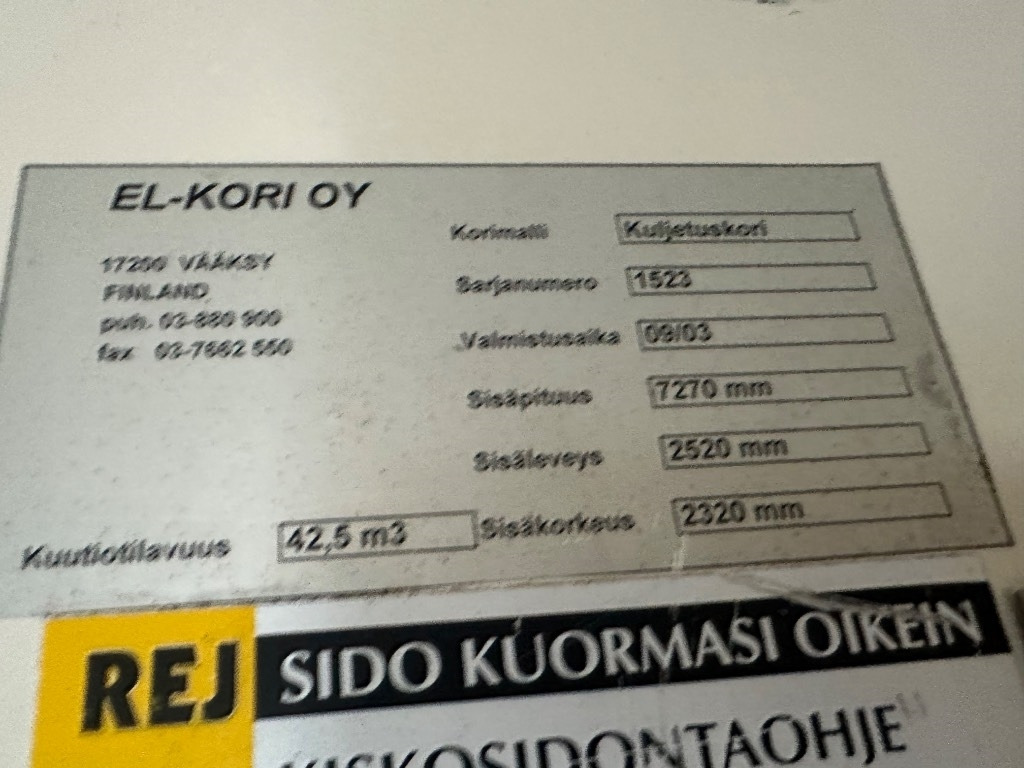 EL-KORI OY
17200 VÄÄKSY
FINLAND
puh. 03-880 900
fax 03-7662 550
Korimalli Kuljetuskori
Sarjanumero 1523
Valmistusaika 09/03
Sisäpituus 7270 mm
Sisäleveys 2520 mm
Sisäkorkeus 2320 mm
Kuutiotilavuus 42,5 m3
REJ SIDO KUORMASI OIKEIN